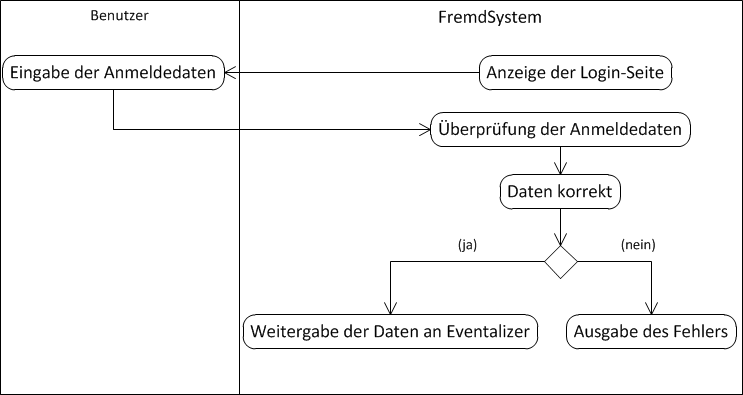 Benutzer
FremdSystem
Eingabe der Anmeldedaten
Anzeige der Login-Seite
Überprüfung der Anmeldedaten
Daten korrekt
(ja)
(nein)
Weitergabe der Daten an Eventalizer
Ausgabe des Fehlers